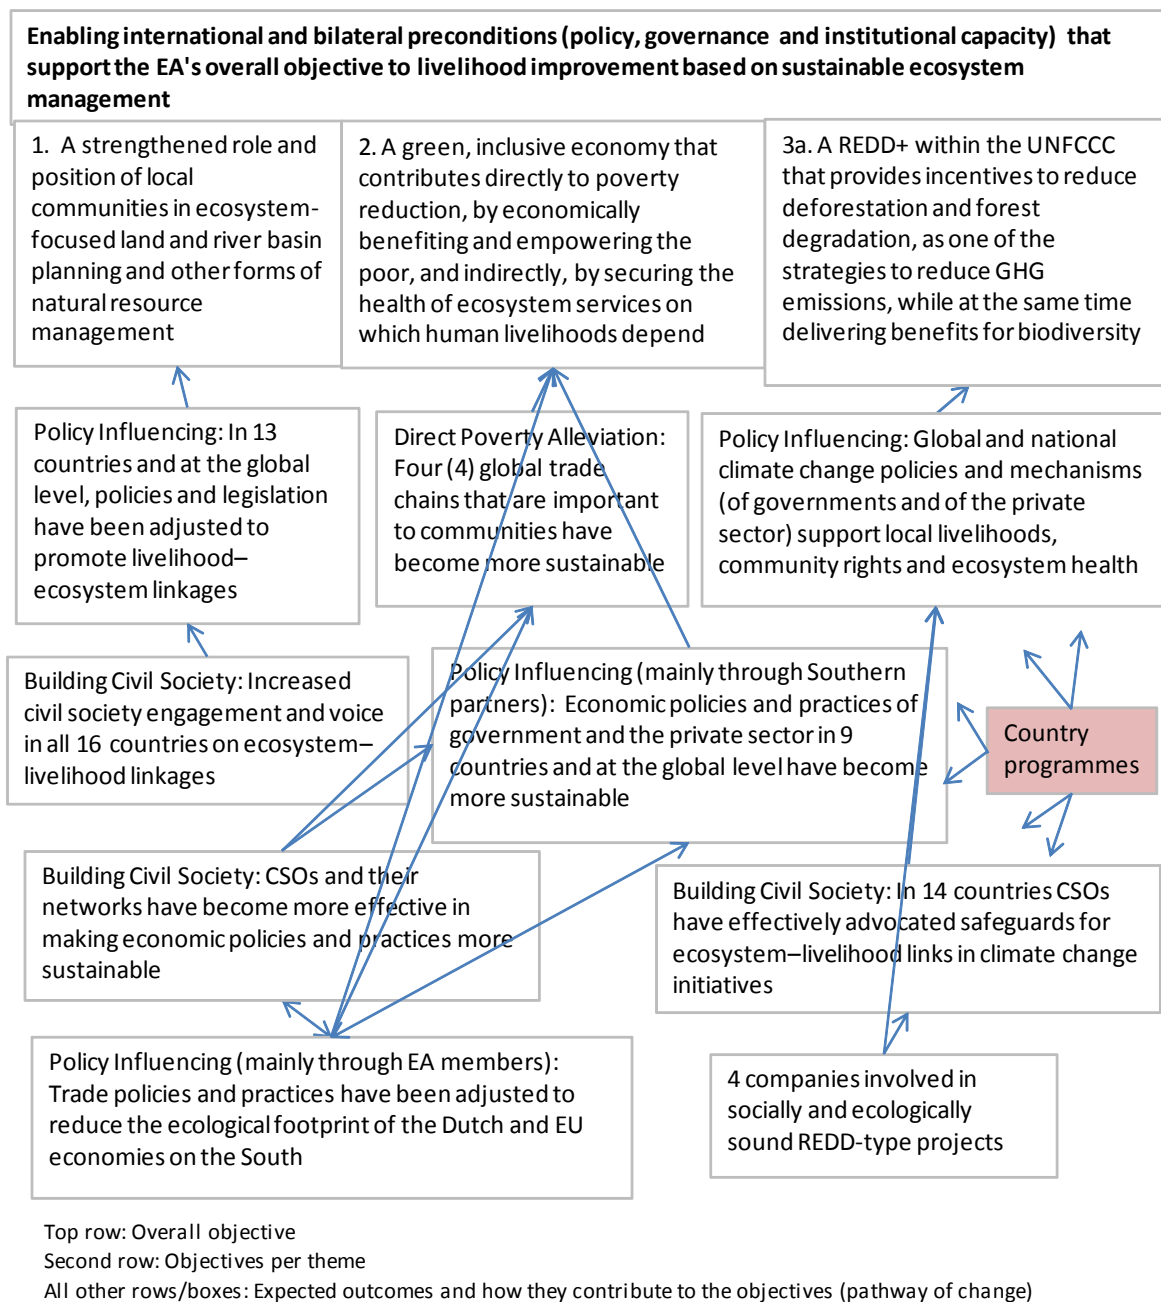 Enabling international and bilateral preconditions (policy, governance and institutional capacity) that
support the EA's overall objective to livelihood improvement based on sustainable ecosystem
management
1. A strengthened role and
position of local
communities in ecosystem-
focused land and river basin
planning and other forms of
natural resource
management
2. A green, inclusive economy that
contributes directly to poverty
reduction, by economically
benefiting and empowering the
poor, and indirectly, by securing the
health of ecosystem services on
which human livelihoods depend
3a. A REDD+ within the UNFCCC
that provides incentives to reduce
deforestation and forest
degradation, as one of the
strategies to reduce GHG
emissions, while at the same time
delivering benefits for biodiversity
Policy Influencing: In 13
countries and at the global
level, policies and legislation
have been adjusted to
promote livelihood–
ecosystem linkages
Direct Poverty Alleviation:
Four (4) global trade
chains that are important
to communities have
become more sustainable
Policy Influencing: Global and national
climate change policies and mechanisms
(of governments and of the private
sector) support local livelihoods,
community rights and ecosystem health
Building Civil Society: Increased
civil society engagement and voice
in all 16 countries on ecosystem–
livelihood linkages
Policy Influencing (mainly through Southern
partners): Economic policies and practices of
government and the private sector in 9
countries and at the global level have become
more sustainable
Country
programmes
Building Civil Society: CSOs and their
networks have become more effective in
making economic policies and practices more
sustainable
Building Civil Society: In 14 countries CSOs
have effectively advocated safeguards for
ecosystem–livelihood links in climate change
initiatives
Policy Influencing (mainly through EA members):
Trade policies and practices have been adjusted to
reduce the ecological footprint of the Dutch and EU
economies on the South
4 companies involved in
socially and ecologically
sound REDD-type projects
Top row: Overall objective
Second row: Objectives per theme
All other rows/boxes: Expected outcomes and how they contribute to the objectives (pathway of change)